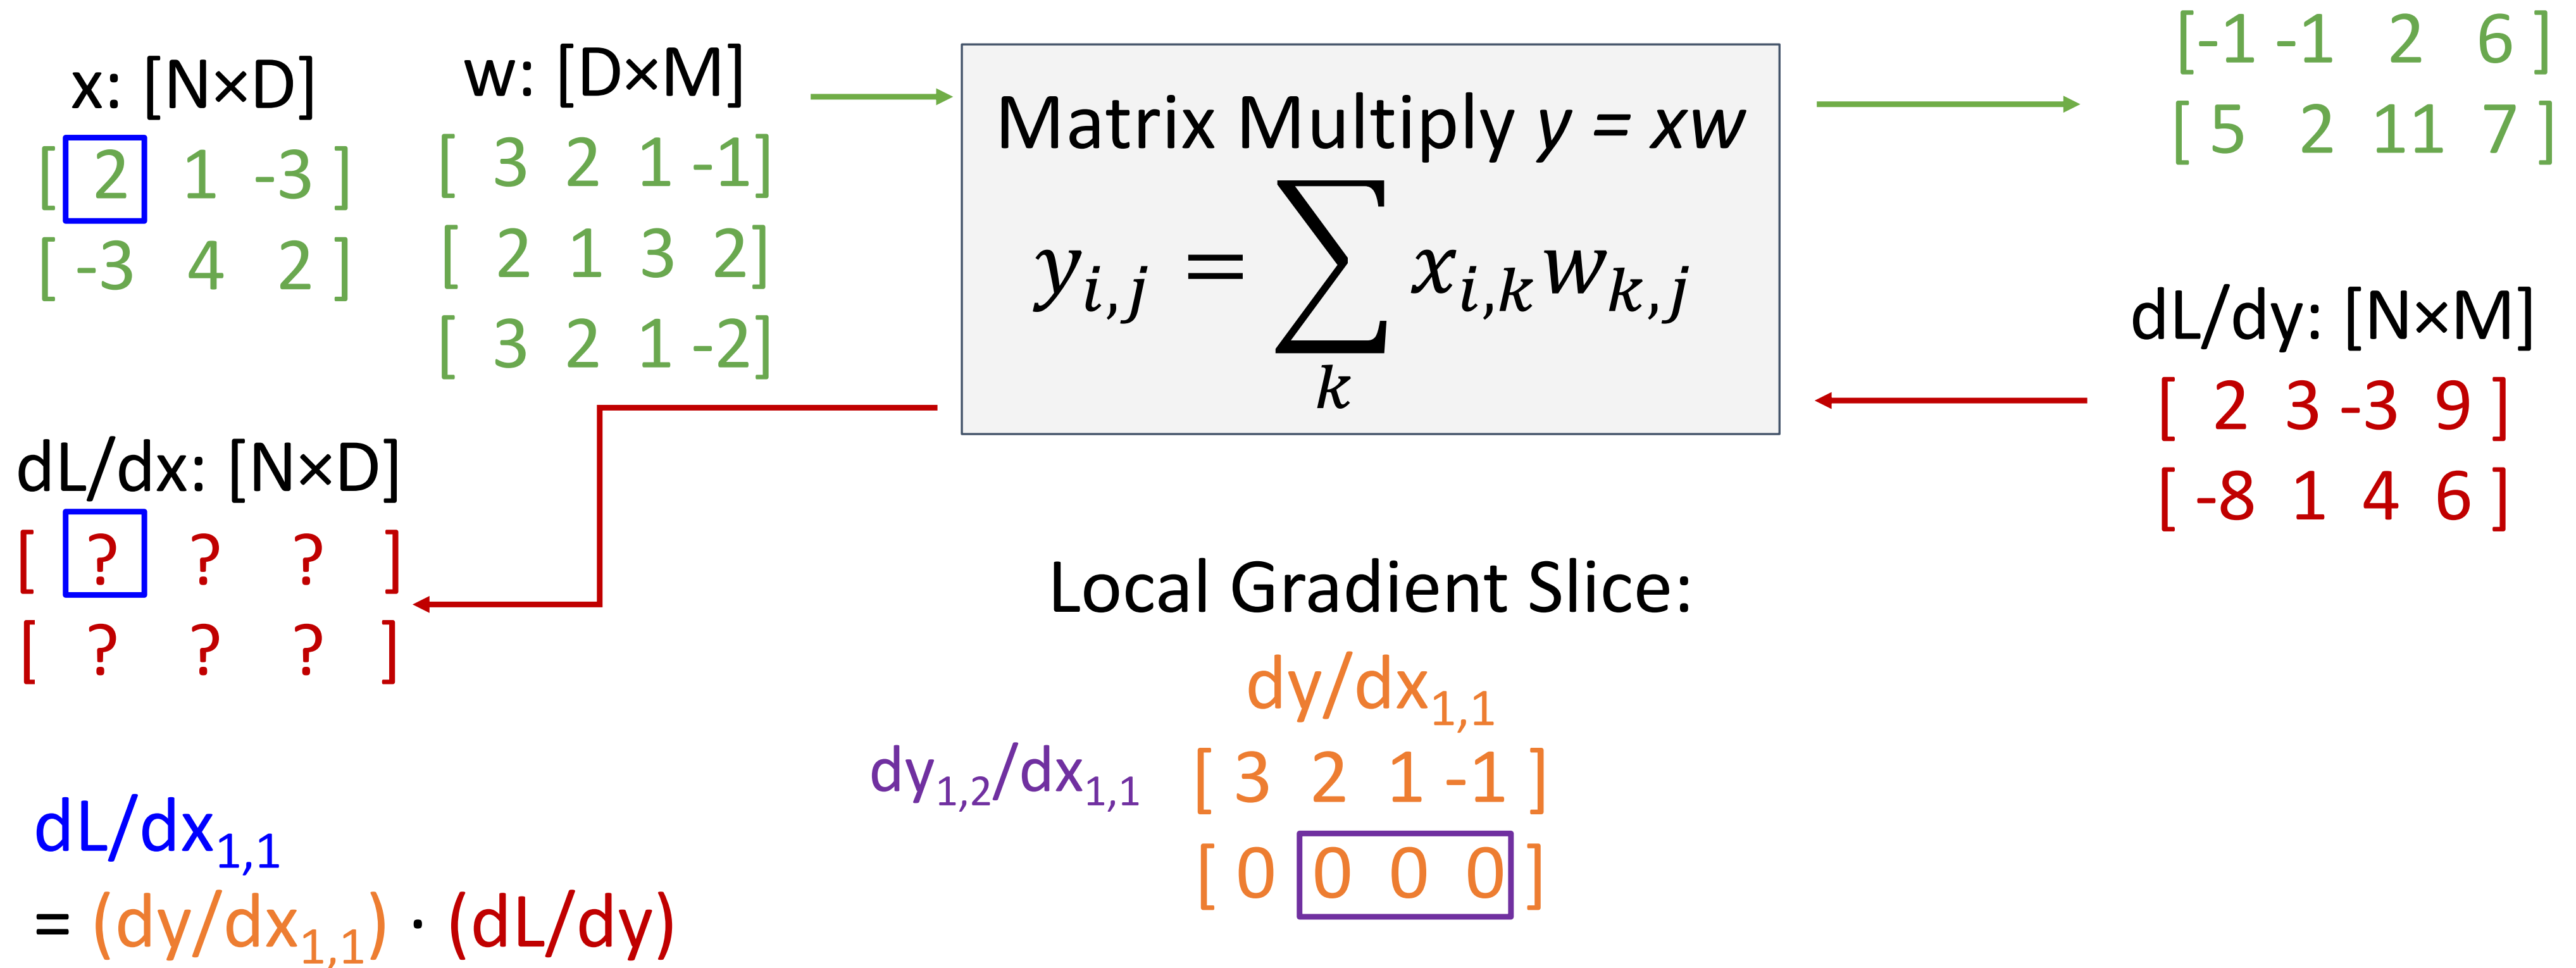 x: [N×D]
[ 2 1 -3 ]
[ -3 4 2 ]
w: [D×M]
[ 3 2 1 -1]
[ 2 1 3 2]
[ 3 2 1 -2]
Matrix Multiply y = xw
y_{i,j} = ∑_{k} x_{i,k} w_{k,j}
[-1 -1 2 6 ]
[ 5 2 11 7 ]
dL/dy: [N×M]
[ 2 3 -3 9 ]
[ -8 1 4 6 ]
dL/dx: [N×D]
[ ? ? ? ]
[ ? ? ? ]
Local Gradient Slice:
dy/dx_{1,1}
dy_{1,2}/dx_{1,1}
[ 3 2 1 -1 ]
[ 0 0 0 0 ]
dL/dx_{1,1}
= (dy/dx_{1,1}) · (dL/dy)